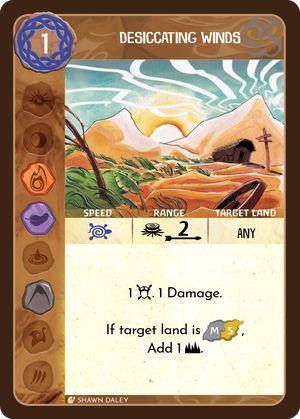 1
DESICCATING WINDS
SPEED RANGE TARGET LAND
2 ANY
1 . 1 Damage.
If target land is M S ,
Add 1 .
SHAWN DALEY